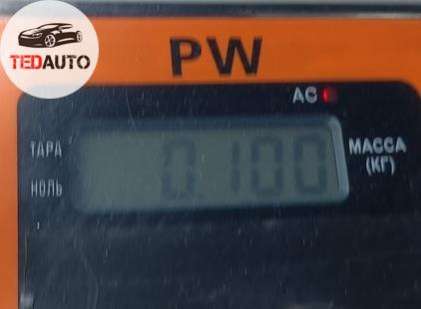 TEDAUTO
PW
AC
ТАРА
0.100
МАССА
(КГ)
НОЛЬ